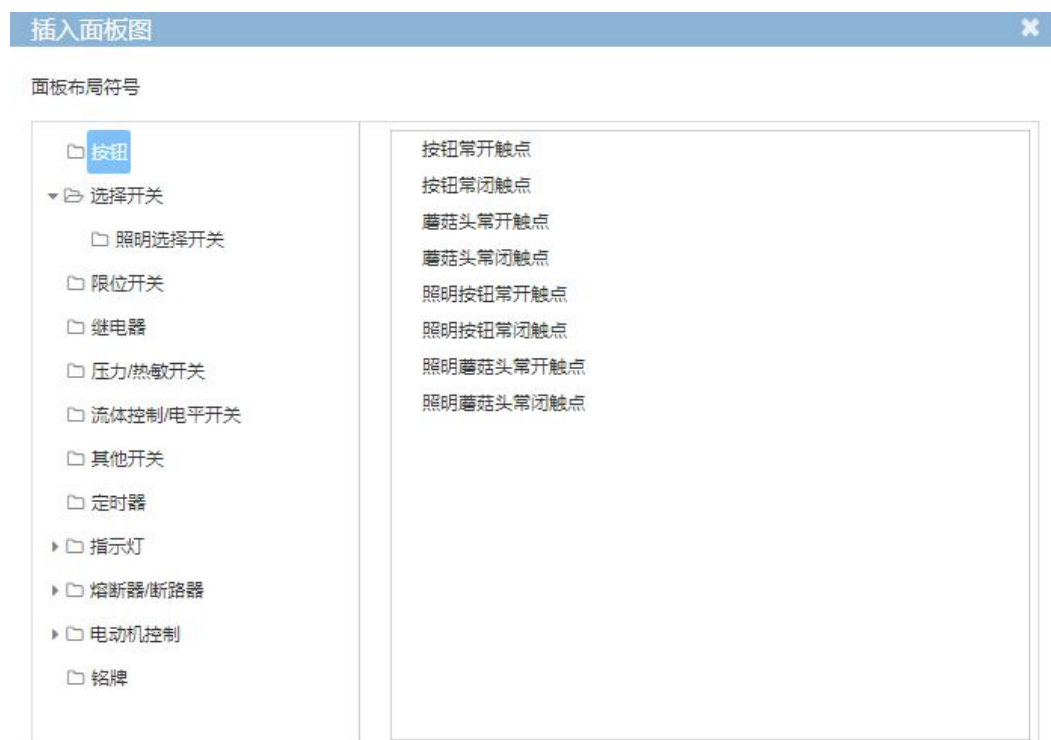 插入面板图
面板布局符号
按钮
选择开关
照明选择开关
限位开关
继电器
压力/热敏开关
流体控制/电平开关
其他开关
定时器
指示灯
熔断器/断路器
电动机控制
铭牌
按钮常开触点
按钮常闭触点
蘑菇头常开触点
蘑菇头常闭触点
照明按钮常开触点
照明按钮常闭触点
照明蘑菇头常开触点
照明蘑菇头常闭触点